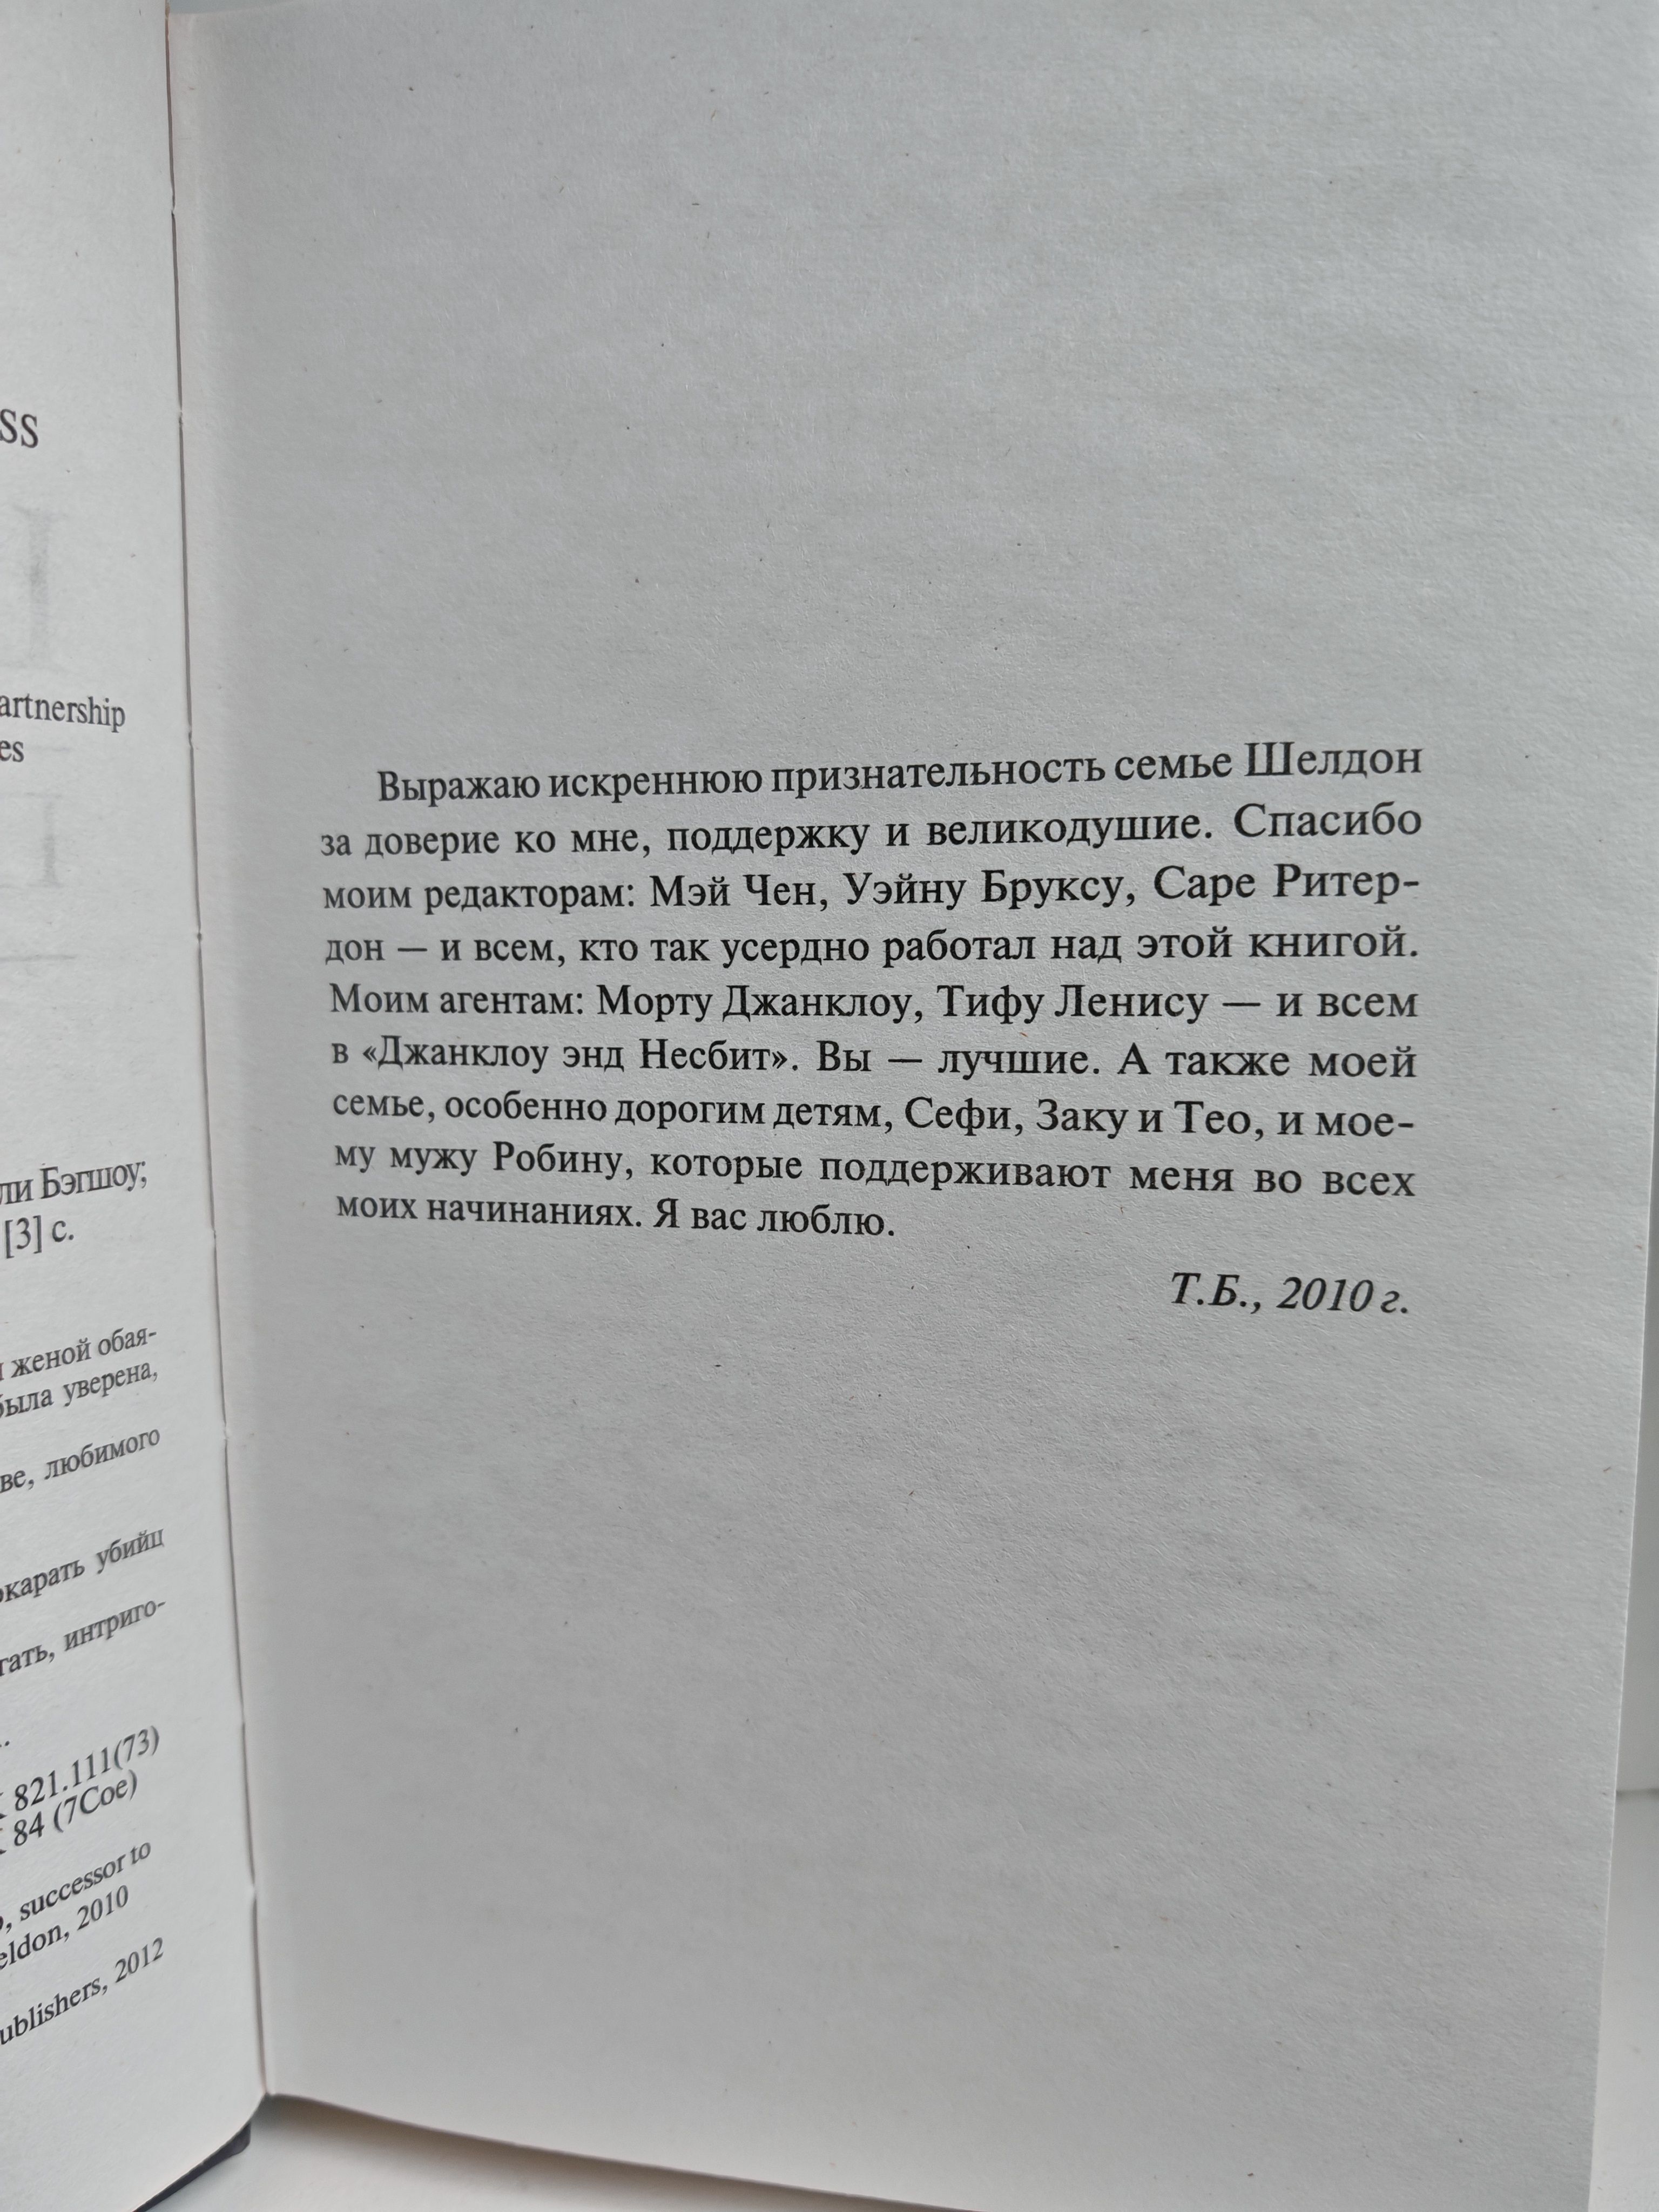 ss
artnership
es
ли Бэгшоу;
[3] с.
женой обая-
была уверена,
ве, любимого
окарать убийц
гать, интриго-
821.111(73)
84 (7Сое)
successor to
eldon, 2010
ublishers, 2012
Выражаю искреннюю признательность семье Шелдон
за доверие ко мне, поддержку и великодушие. Спасибо
моим редакторам: Мэй Чен, Уэйну Бруксу, Саре Ритер-
дон — и всем, кто так усердно работал над этой книгой.
Моим агентам: Морту Джанклоу, Тифу Ленису — и всем
в «Джанклоу энд Несбит». Вы — лучшие. А также моей
семье, особенно дорогим детям, Сефи, Заку и Тео, и мое-
му мужу Робину, которые поддерживают меня во всех
моих начинаниях. Я вас люблю.
Т.Б., 2010 г.